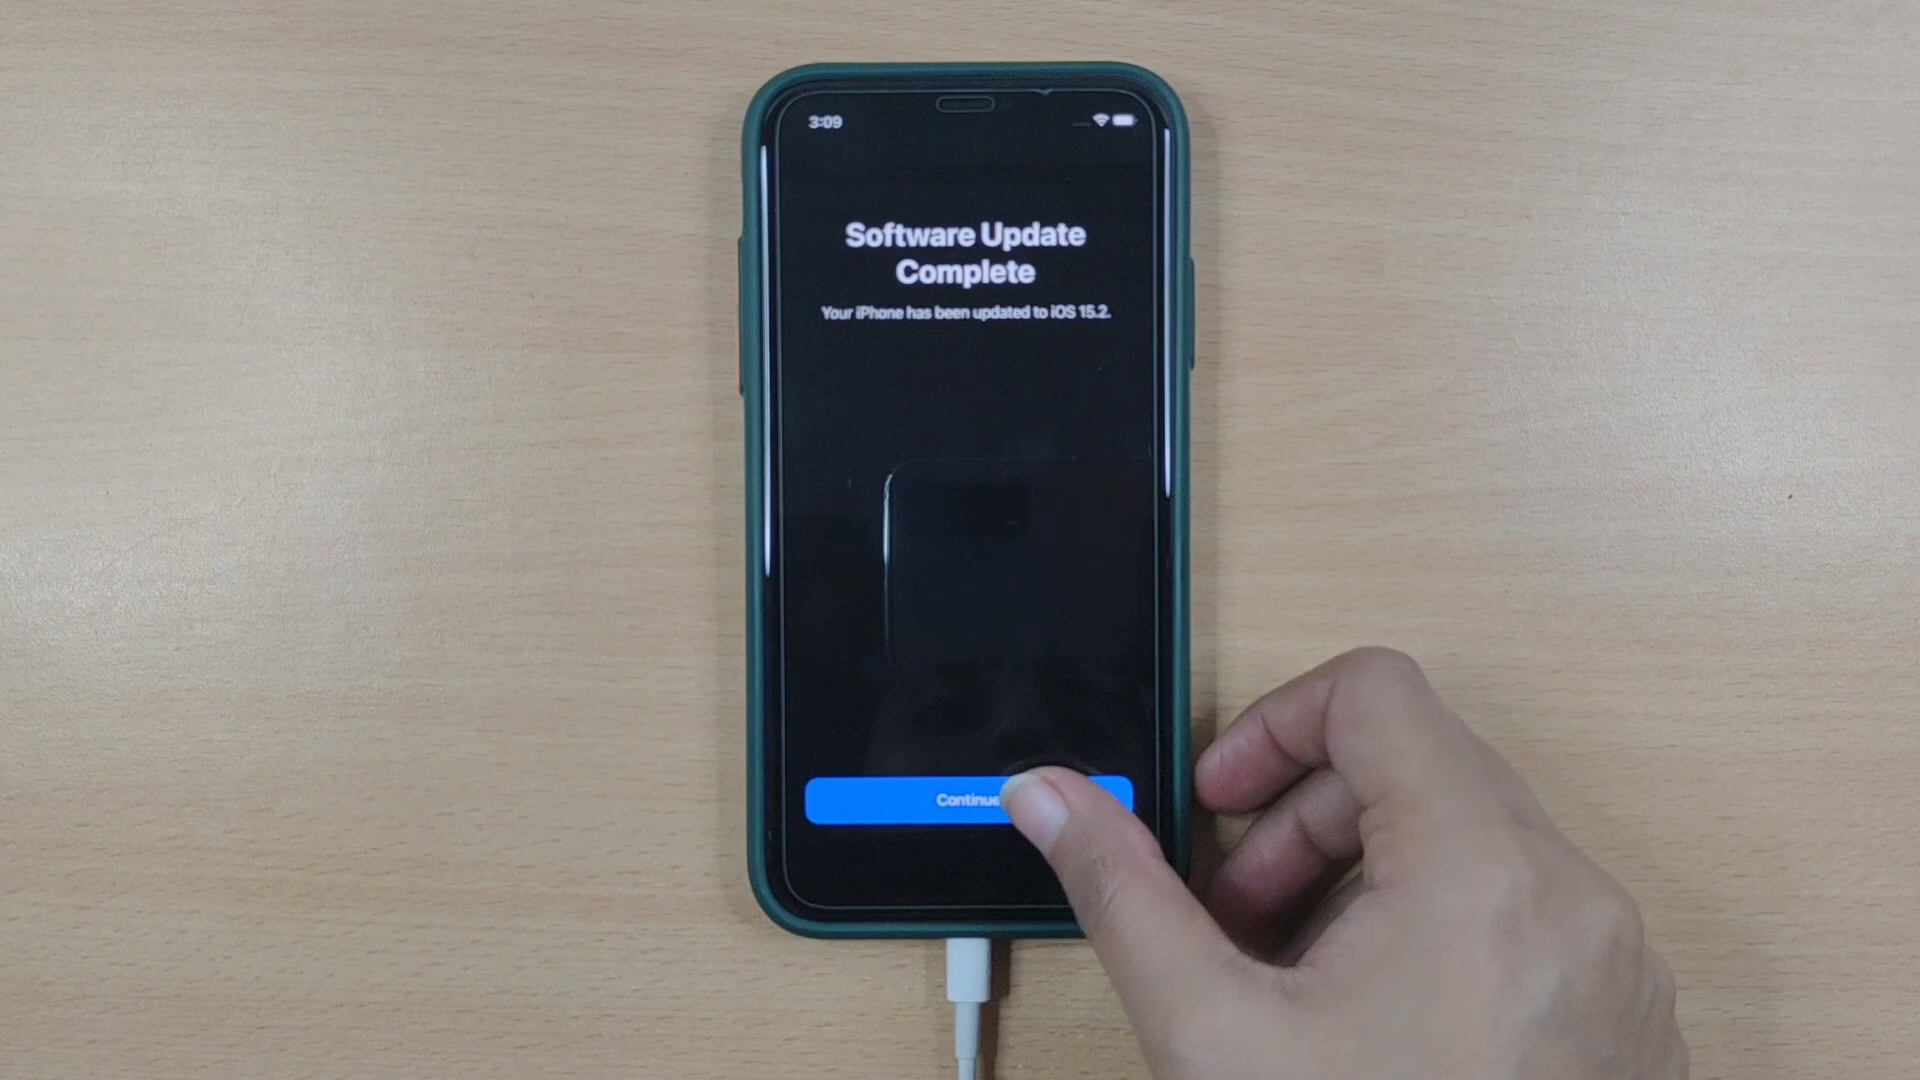 3:09
Software Update
Complete
Your iPhone has been updated to iOS 15.2.
Continue